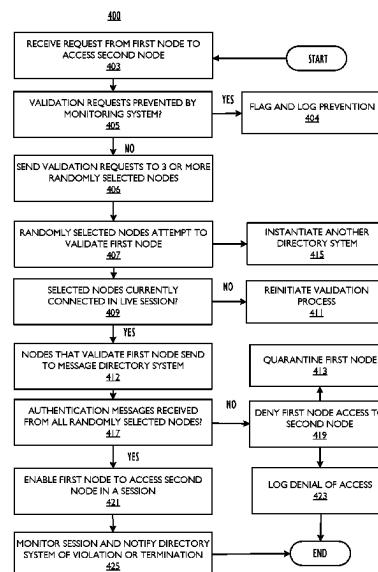 400
RECEIVE REQUEST FROM FIRST NODE TO
ACCESS SECOND NODE
403
START
VALIDATION REQUESTS PREVENTED BY
MONITORING SYSTEM?
405
YES
FLAG AND LOG PREVENTION
404
NO
SEND VALIDATION REQUESTS TO 3 OR MORE
RANDOMLY SELECTED NODES
406
RANDOMLY SELECTED NODES ATTEMPT TO
VALIDATE FIRST NODE
407
INSTANTIATE ANOTHER
DIRECTORY SYTEM
415
SELECTED NODES CURRENTLY
CONNECTED IN LIVE SESSION?
409
NO
REINITIATE VALIDATION
PROCESS
411
YES
NODES THAT VALIDATE FIRST NODE SEND
TO MESSAGE DIRECTORY SYSTEM
412
QUARANTINE FIRST NODE
413
AUTHENTICATION MESSAGES RECEIVED
FROM ALL RANDOMLY SELECTED NODES?
417
NO
DENY FIRST NODE ACCESS TO
SECOND NODE
419
YES
ENABLE FIRST NODE TO ACCESS SECOND
NODE IN A SESSION
421
LOG DENIAL OF ACCESS
423
MONITOR SESSION AND NOTIFY DIRECTORY
SYSTEM OF VIOLATION OR TERMINATION
425
END